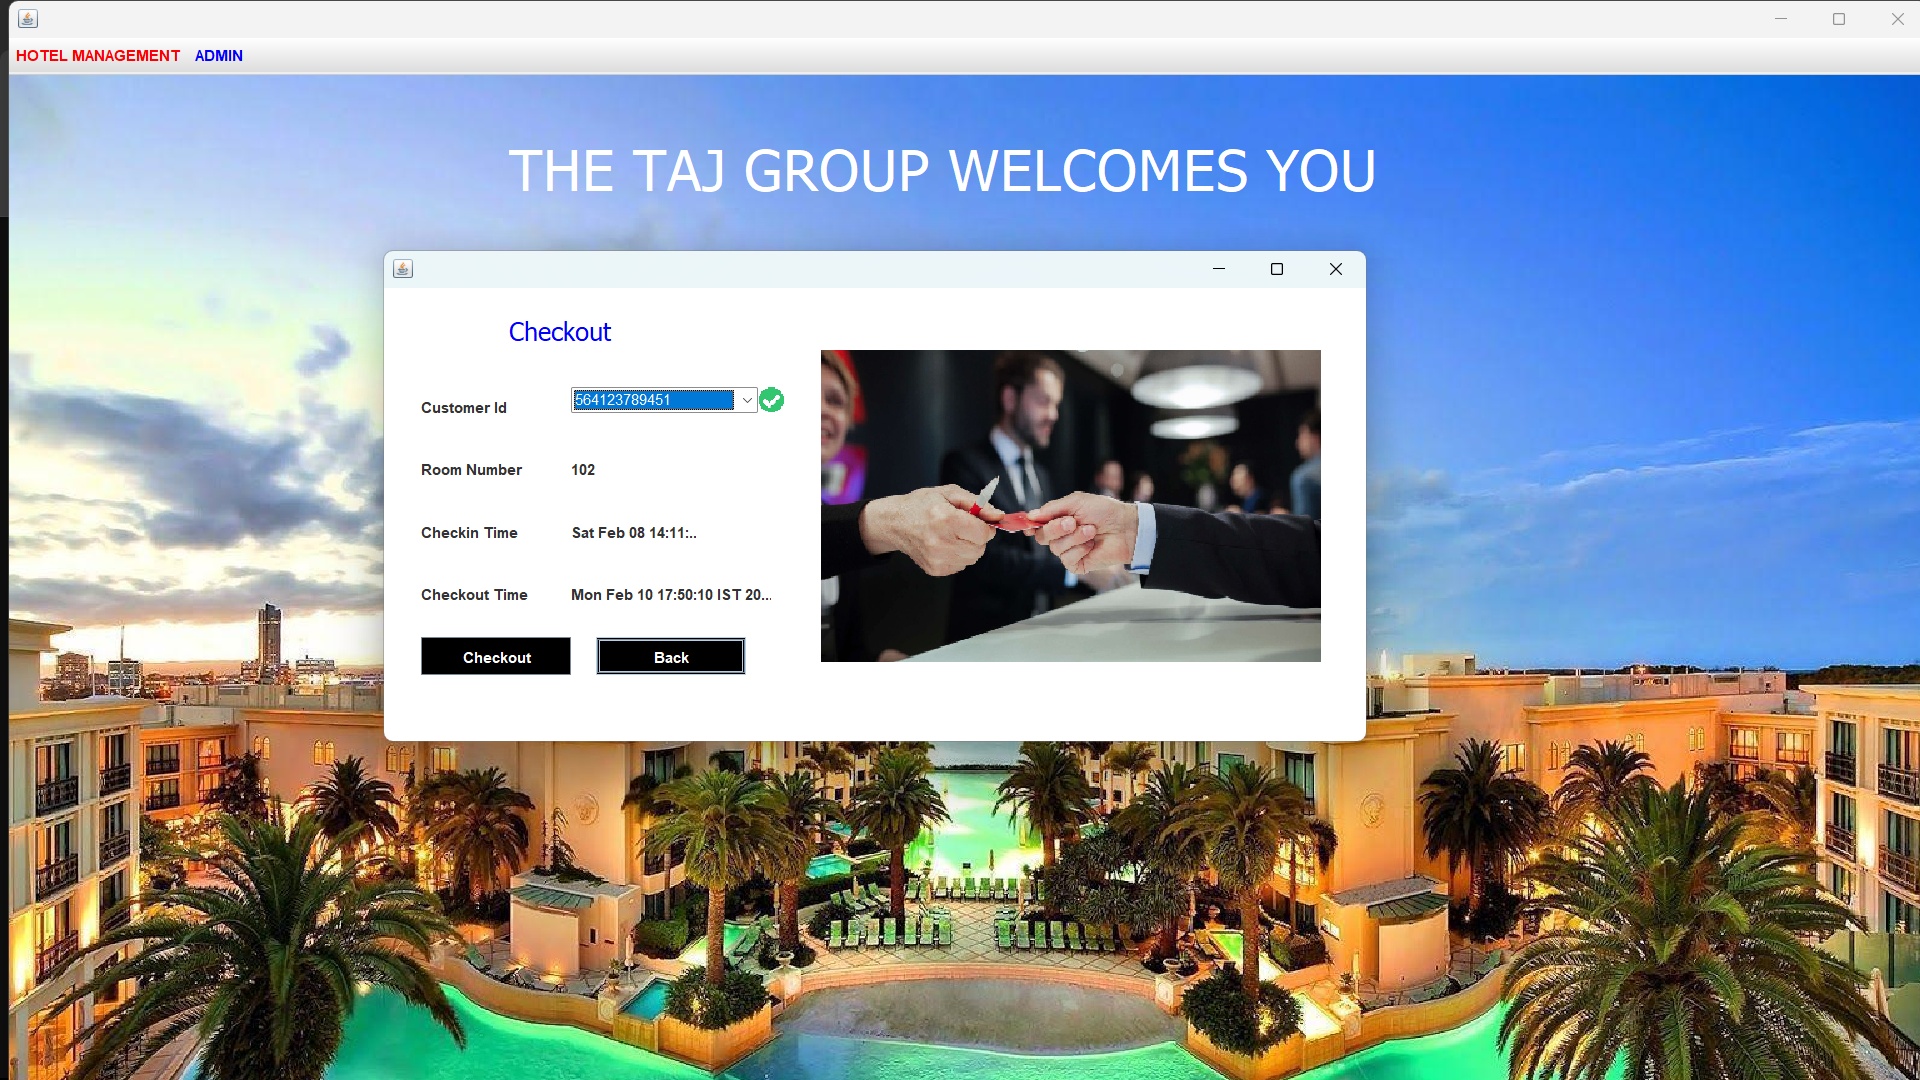 HOTEL MANAGEMENT ADMIN
THE TAJ GROUP WELCOMES YOU
Checkout
Customer Id 564123789451
Room Number 102
Checkin Time Sat Feb 08 14:11:..
Checkout Time Mon Feb 10 17:50:10 IST 20...
Checkout Back